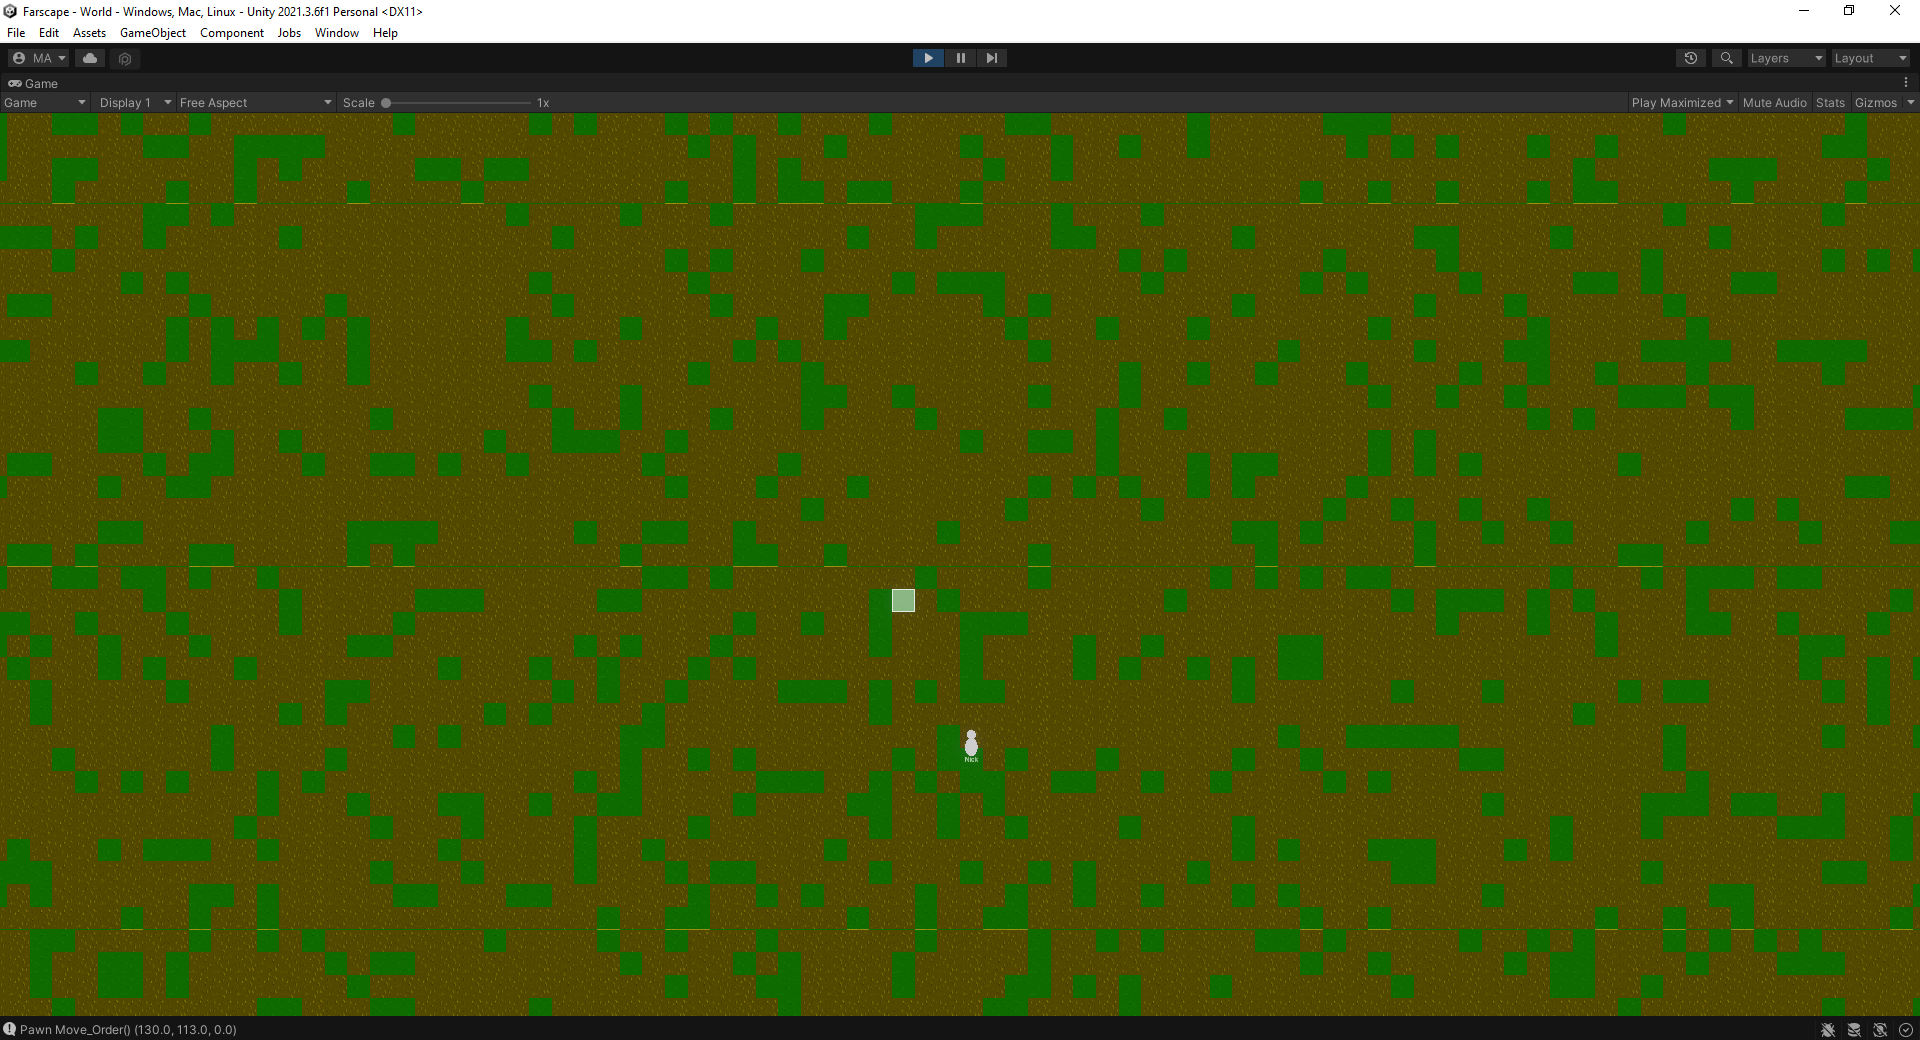 Farscape - World - Windows, Mac, Linux - Unity 2021.3.6f1 Personal <DX11>
File Edit Assets GameObject Component Jobs Window Help
MA Layers Layout
Game
Game Display 1 Free Aspect Scale 1x Play Maximized Mute Audio Stats Gizmos
Nick
Pawn Move_Order() (130.0, 113.0, 0.0)